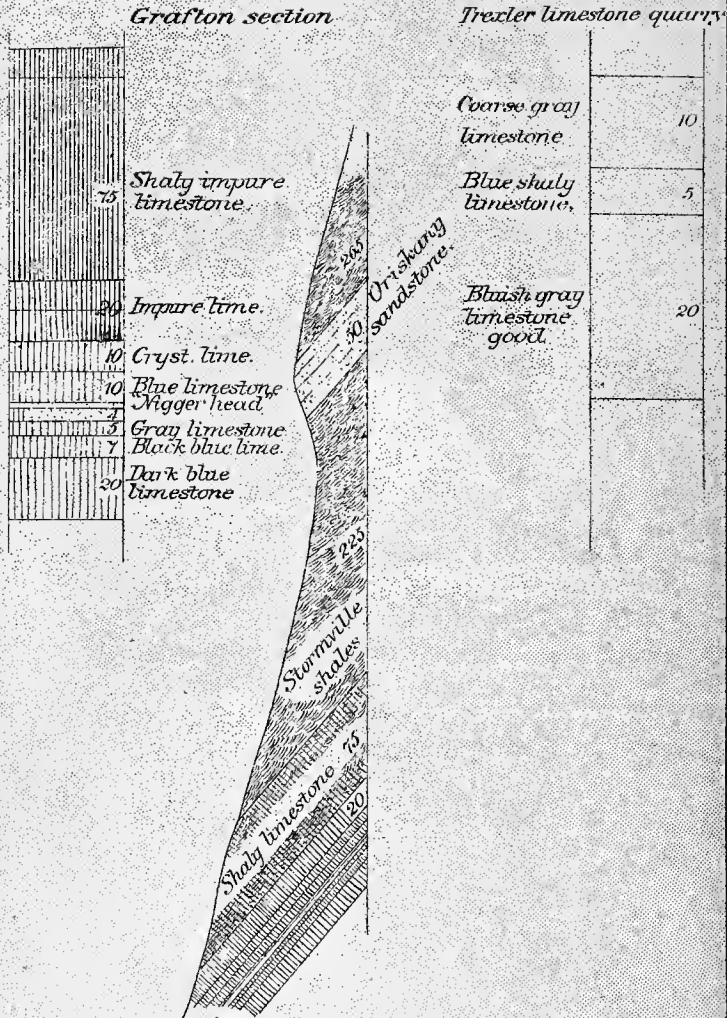 Grafton section
75 Shaly impure
limestone.
20 Impure lime.
10 Cryst. lime.
10 Blue limestone
"Nigger head"
4
5 Gray limestone
7 Black blue lime.
20 Dark blue
limestone
265
50 Oriskany
sandstone.
225
Stormville
shales
Shaly limestone 75
20
Trexler limestone quarry
Coarse gray
limestone 10
Blue shaly
limestone, 5
Bluish gray
limestone
good. 20